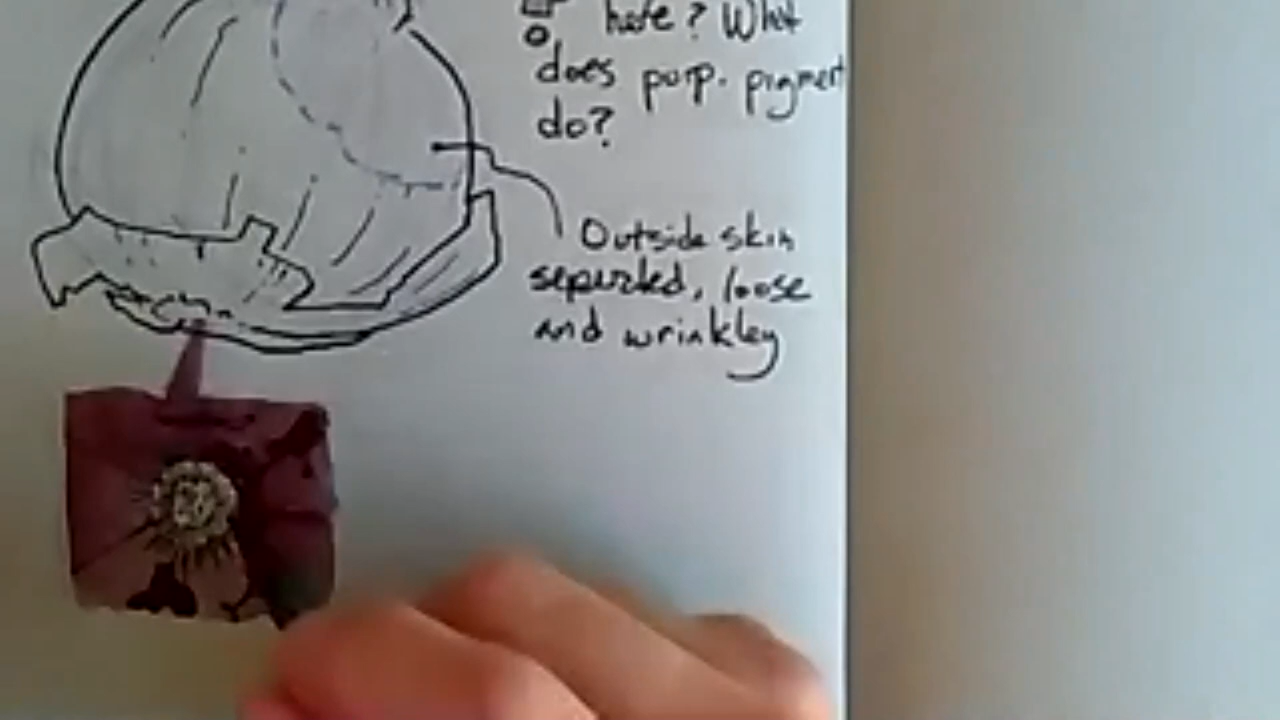 here? What
does purp. pigment
do?
Outside skin
seperated, loose
and wrinkley